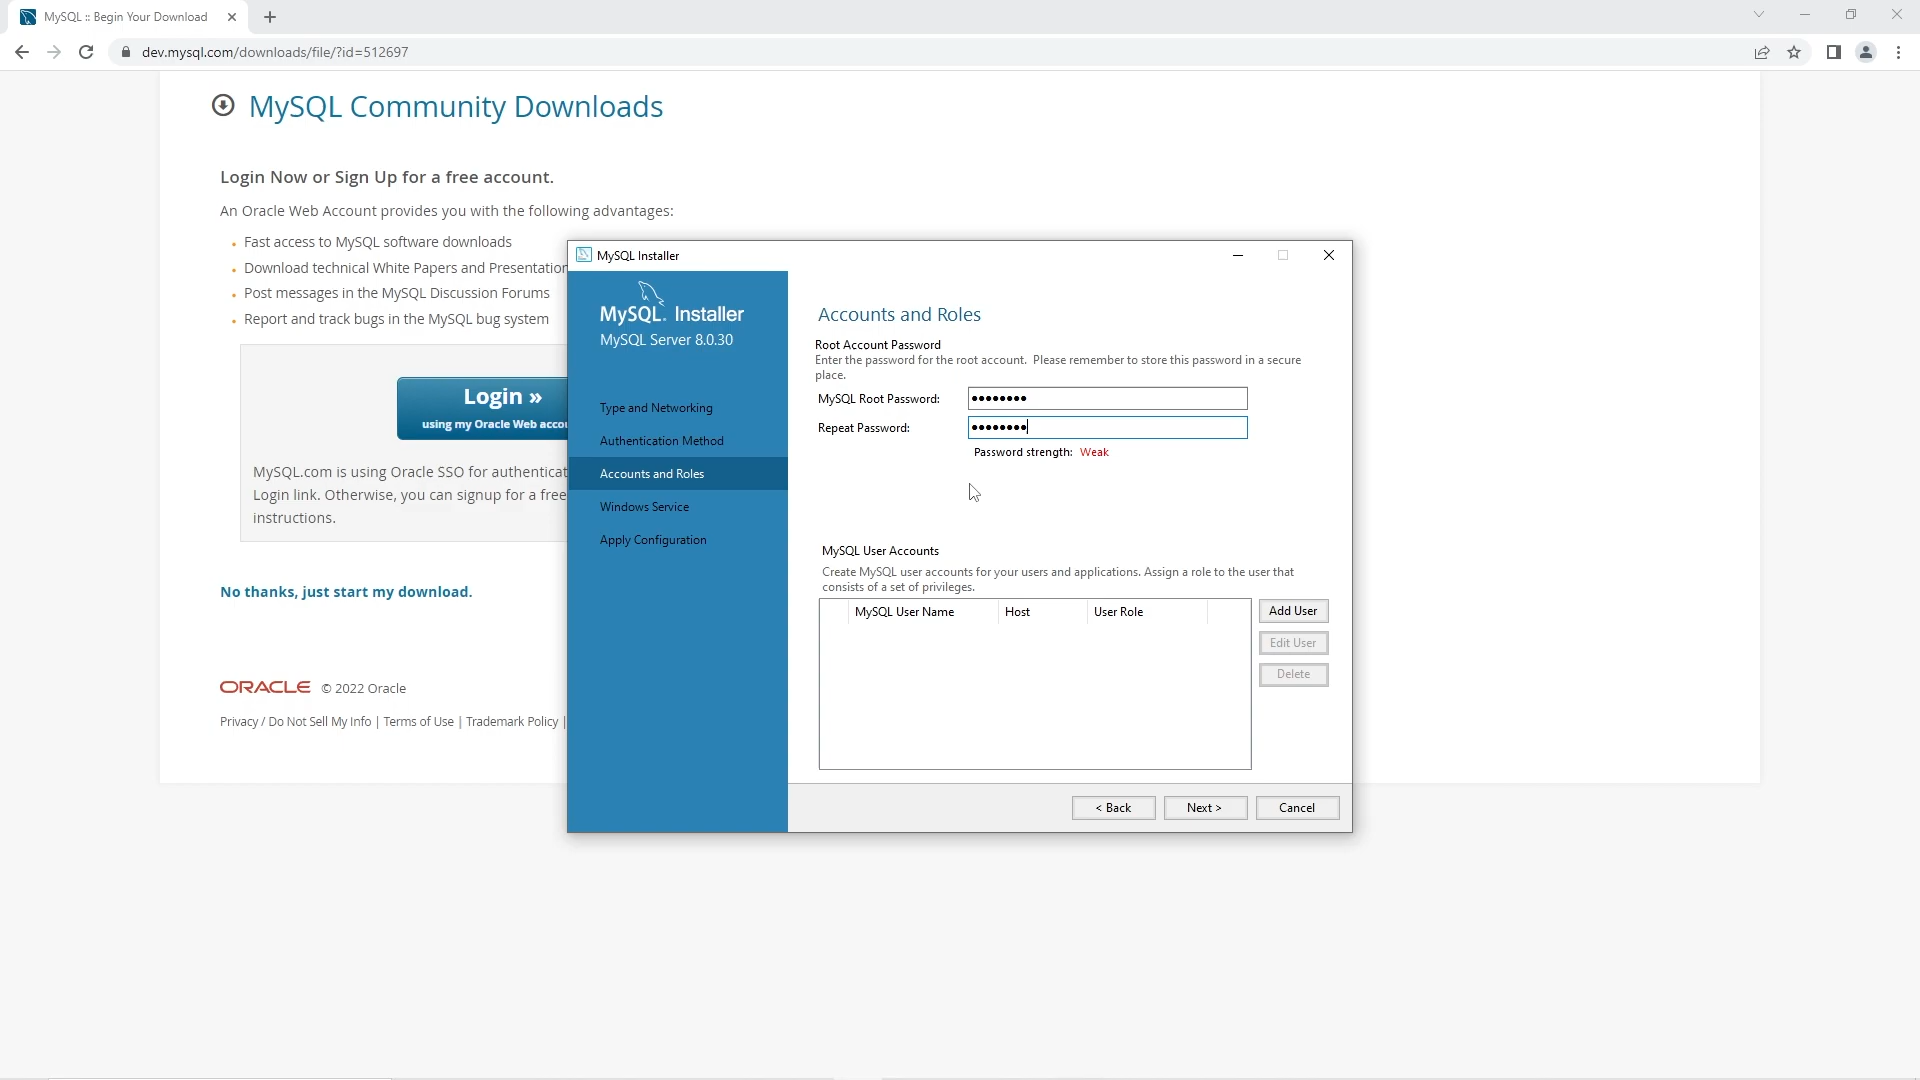 MySQL :: Begin Your Download
dev.mysql.com/downloads/file/?id=512697
MySQL Community Downloads
Login Now or Sign Up for a free account.
An Oracle Web Account provides you with the following advantages:
Fast access to MySQL software downloads
Download technical White Papers and Presentation
Post messages in the MySQL Discussion Forums
Report and track bugs in the MySQL bug system
Login »
using my Oracle Web accou
MySQL.com is using Oracle SSO for authenticat
Login link. Otherwise, you can signup for a free
instructions.
No thanks, just start my download.
ORACLE © 2022 Oracle
Privacy / Do Not Sell My Info | Terms of Use | Trademark Policy |
MySQL Installer
MySQL. Installer
MySQL Server 8.0.30
Type and Networking
Authentication Method
Accounts and Roles
Windows Service
Apply Configuration
Accounts and Roles
Root Account Password
Enter the password for the root account. Please remember to store this password in a secure
place.
MySQL Root Password: ●●●●●●●●
Repeat Password: ●●●●●●●●
Password strength: Weak
MySQL User Accounts
Create MySQL user accounts for your users and applications. Assign a role to the user that
consists of a set of privileges.
MySQL User Name Host User Role
Add User
Edit User
Delete
< Back Next > Cancel